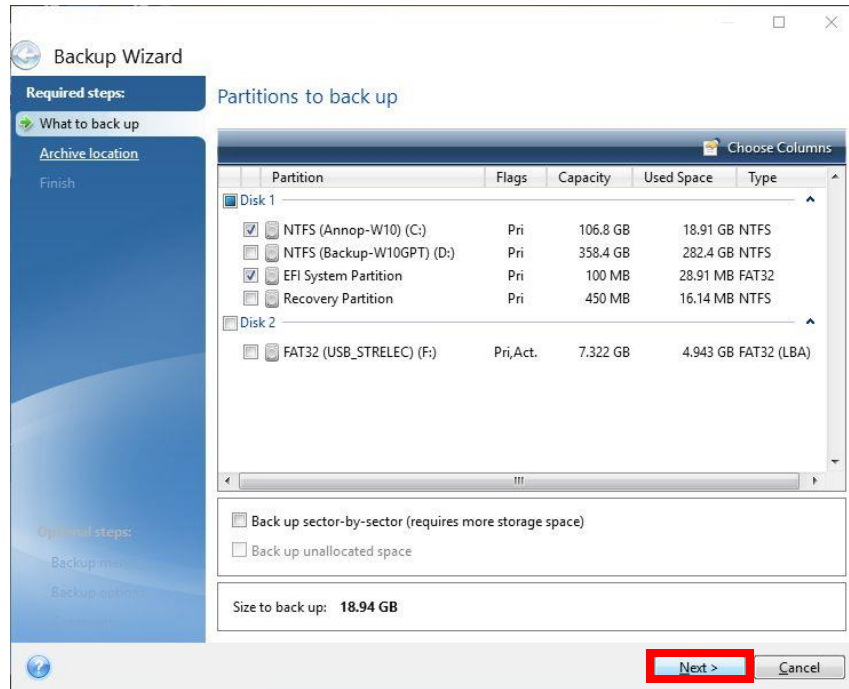 Backup Wizard
Required steps:
What to back up
Archive location
Finish
Optional steps:
Backup
Backup options
Partitions to back up
Choose Columns
Partition Flags Capacity Used Space Type
Disk 1
NTFS (Annop-W10) (C:) Pri 106.8 GB 18.91 GB NTFS
NTFS (Backup-W10GPT) (D:) Pri 358.4 GB 282.4 GB NTFS
EFI System Partition Pri 100 MB 28.91 MB FAT32
Recovery Partition Pri 450 MB 16.14 MB NTFS
Disk 2
FAT32 (USB_STRELEC) (F:) Pri,Act. 7.322 GB 4.943 GB FAT32 (LBA)
Back up sector-by-sector (requires more storage space)
Back up unallocated space
Size to back up: 18.94 GB
Next >
Cancel